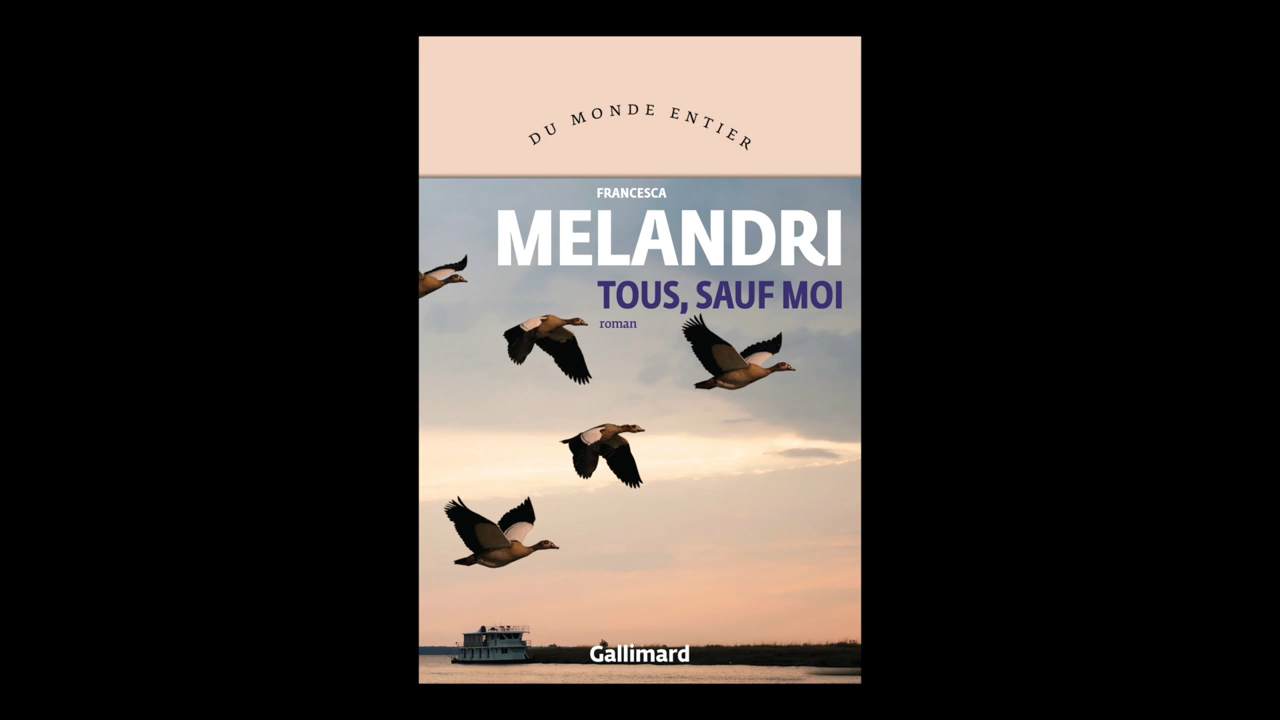 DU MONDE ENTIER
FRANCESCA
MELANDRI
TOUS, SAUF MOI
roman
Gallimard